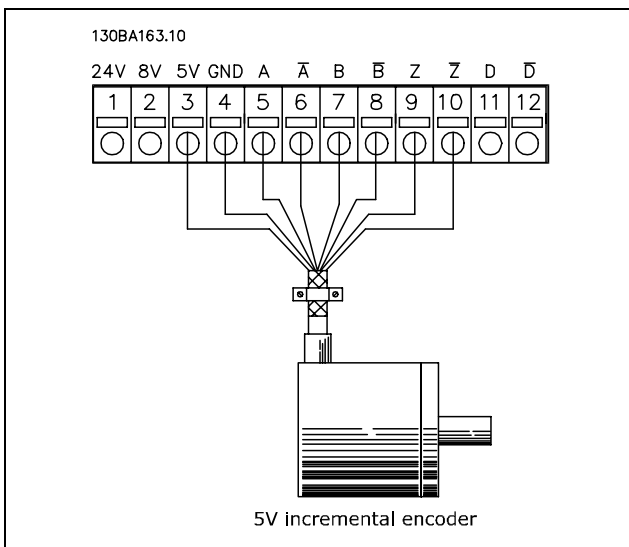 130BA163.10
24V 8V 5V GND A A̅ B B̅ Z Z̅ D D̅
1 2 3 4 5 6 7 8 9 10 11 12
5V incremental encoder